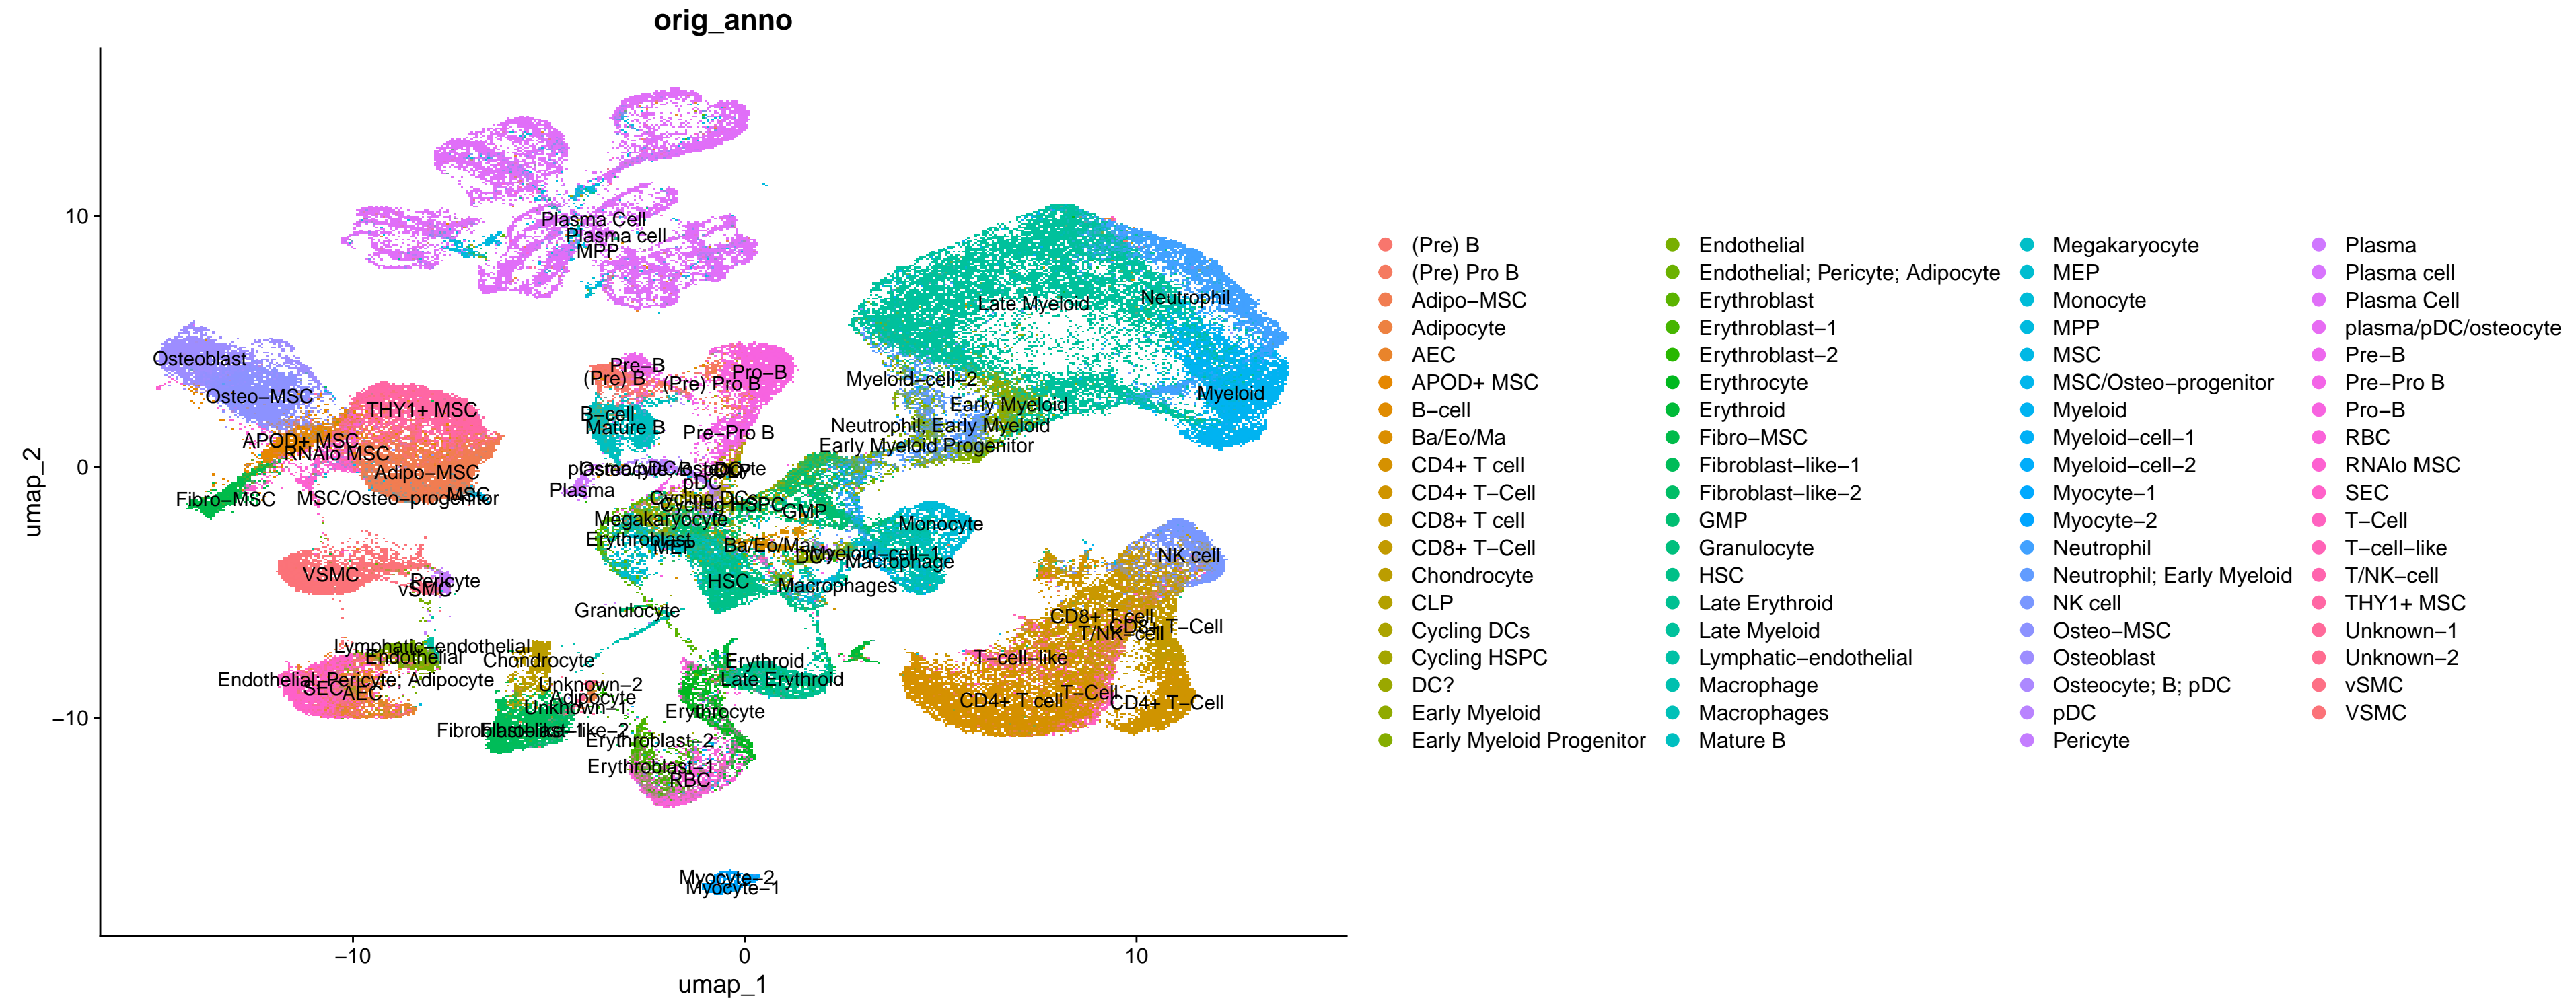 orig_anno
Plasma Cell
Plasma cell
MPP
Late Myeloid
Neutrophil
Osteoblast
Osteo−MSC
THY1+ MSC
APOD+ MSC
RNAlo MSC
Adipo−MSC
MSC
Fibro−MSC
MSC/Osteo−progenitor
Pre−B
(Pre) B
(Pre) Pro B
Pro−B
B−cell
Mature B
Pre−Pro B
Myeloid−cell−2
Myeloid
Early Myeloid
Neutrophil; Early Myeloid
Early Myeloid Progenitor
Plasma
pDC
Cycling DCs
Cycling HSPC
GMP
Megakaryocyte
Erythroblast
MEP
Monocyte
Ba/Eo/Ma
DC?
Myeloid−cell−1
Macrophage
HSC
Macrophages
NK cell
VSMC
Pericyte
vSMC
Granulocyte
CD8+ T cell
CD8+ T−Cell
T/NK−cell
T−cell−like
Lymphatic−endothelial
Endothelial
Chondrocyte
Erythroid
Late Erythroid
Endothelial; Pericyte; Adipocyte
SEC
AEC
Unknown−2
Adipocyte
Unknown−1
Erythrocyte
CD4+ T cell
T−Cell
CD4+ T−Cell
Fibroblast−like−1
Fibroblast−like−2
Erythroblast−2
Erythroblast−1
RBC
Myocyte−2
Myocyte−1
10
0
−10
−10
0
10
umap_1
umap_2
(Pre) B
(Pre) Pro B
Adipo−MSC
Adipocyte
AEC
APOD+ MSC
B−cell
Ba/Eo/Ma
CD4+ T cell
CD4+ T−Cell
CD8+ T cell
CD8+ T−Cell
Chondrocyte
CLP
Cycling DCs
Cycling HSPC
DC?
Early Myeloid
Early Myeloid Progenitor
Endothelial
Endothelial; Pericyte; Adipocyte
Erythroblast
Erythroblast−1
Erythroblast−2
Erythrocyte
Erythroid
Fibro−MSC
Fibroblast−like−1
Fibroblast−like−2
GMP
Granulocyte
HSC
Late Erythroid
Late Myeloid
Lymphatic−endothelial
Macrophage
Macrophages
Mature B
Megakaryocyte
MEP
Monocyte
MPP
MSC
MSC/Osteo−progenitor
Myeloid
Myeloid−cell−1
Myeloid−cell−2
Myocyte−1
Myocyte−2
Neutrophil
Neutrophil; Early Myeloid
NK cell
Osteo−MSC
Osteoblast
Osteocyte; B; pDC
pDC
Pericyte
Plasma
Plasma cell
Plasma Cell
plasma/pDC/osteocyte
Pre−B
Pre−Pro B
Pro−B
RBC
RNAlo MSC
SEC
T−Cell
T−cell−like
T/NK−cell
THY1+ MSC
Unknown−1
Unknown−2
vSMC
VSMC